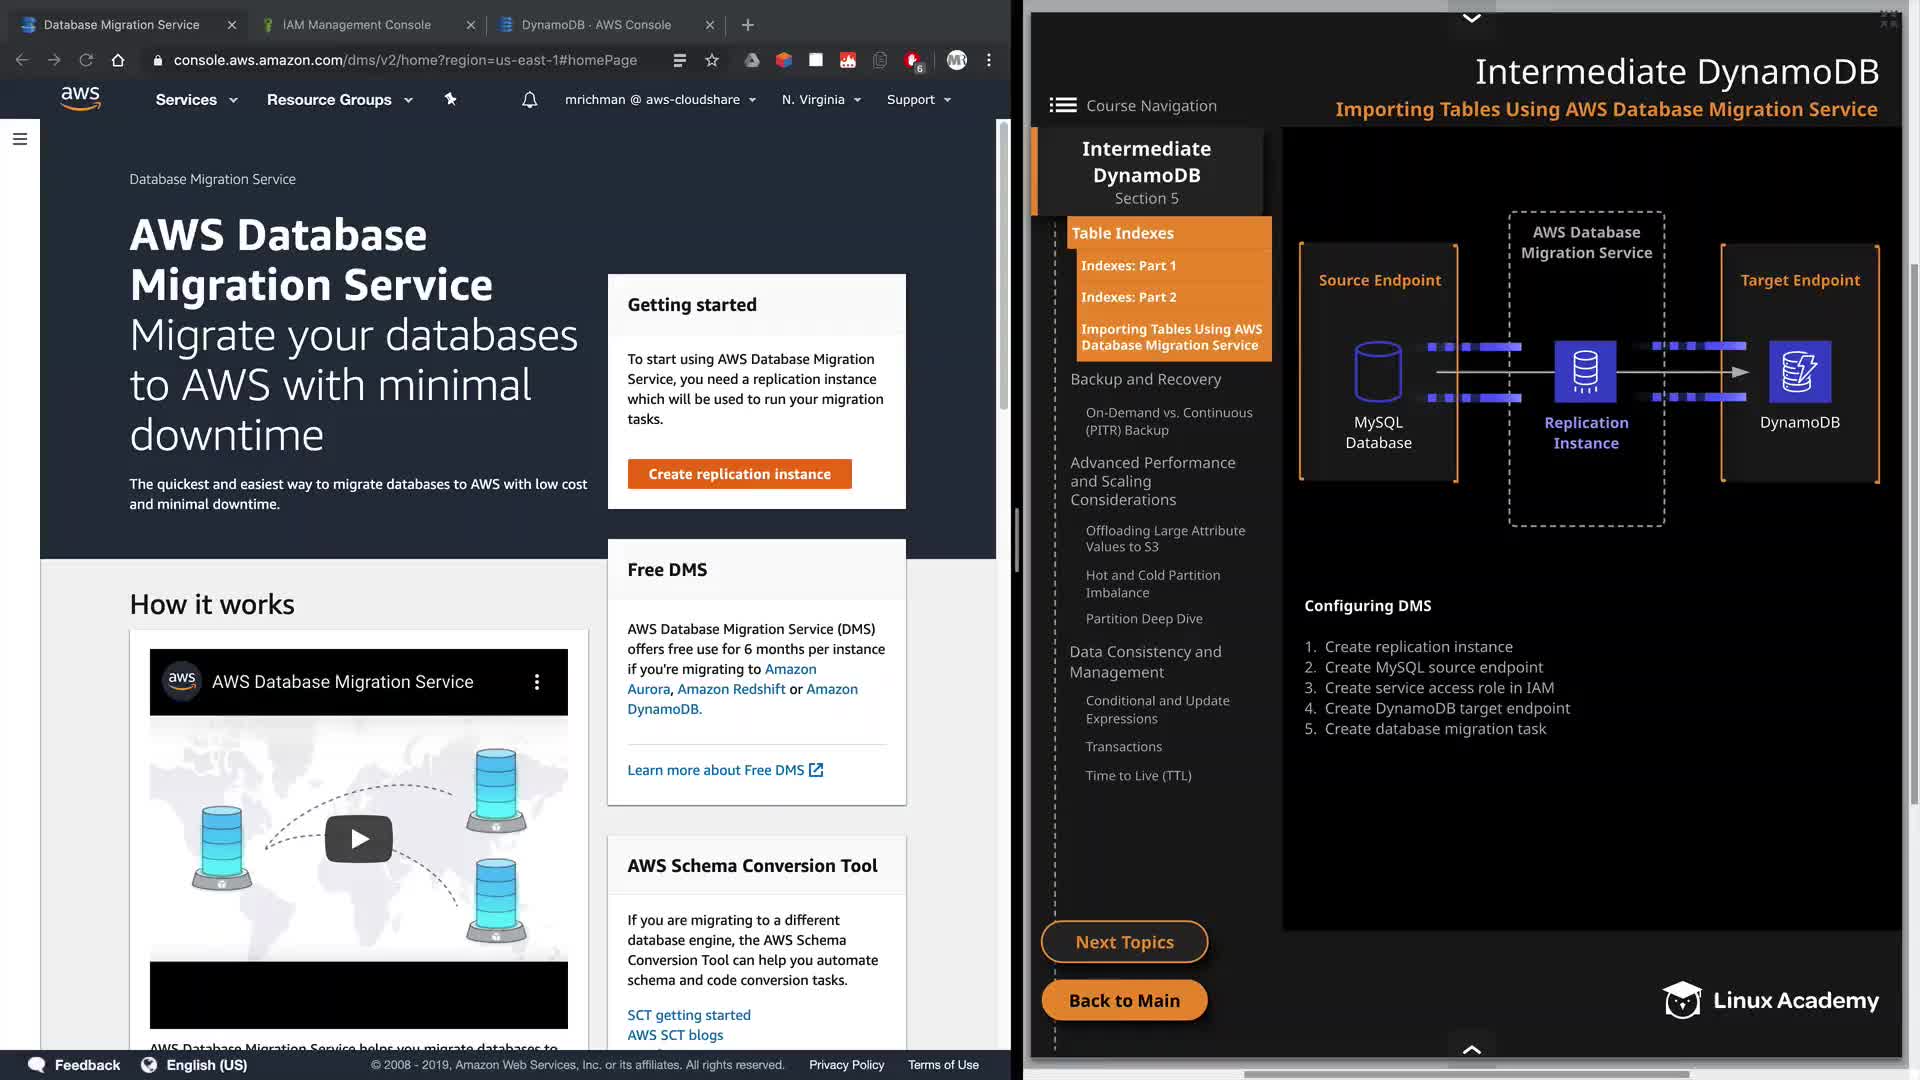 Database Migration Service
IAM Management Console
DynamoDB · AWS Console
console.aws.amazon.com/dms/v2/home?region=us-east-1#homePage
6
MR
aws
Services
Resource Groups
mrichman @ aws-cloudshare
N. Virginia
Support
Database Migration Service
AWS Database
Migration Service
Migrate your databases
to AWS with minimal
downtime
The quickest and easiest way to migrate databases to AWS with low cost
and minimal downtime.
Getting started
To start using AWS Database Migration
Service, you need a replication instance
which will be used to run your migration
tasks.
Create replication instance
Free DMS
AWS Database Migration Service (DMS)
offers free use for 6 months per instance
if you're migrating to Amazon
Aurora, Amazon Redshift or Amazon
DynamoDB.
Learn more about Free DMS
AWS Schema Conversion Tool
If you are migrating to a different
database engine, the AWS Schema
Conversion Tool can help you automate
schema and code conversion tasks.
SCT getting started
AWS SCT blogs
How it works
aws
AWS Database Migration Service
AWS Database Migration Service helps you migrate databases to
Feedback
English (US)
© 2008 - 2019, Amazon Web Services, Inc. or its affiliates. All rights reserved.
Privacy Policy
Terms of Use
Intermediate DynamoDB
Importing Tables Using AWS Database Migration Service
Course Navigation
Intermediate
DynamoDB
Section 5
Table Indexes
Indexes: Part 1
Indexes: Part 2
Importing Tables Using AWS
Database Migration Service
Backup and Recovery
On-Demand vs. Continuous
(PITR) Backup
Advanced Performance
and Scaling
Considerations
Offloading Large Attribute
Values to S3
Hot and Cold Partition
Imbalance
Partition Deep Dive
Data Consistency and
Management
Conditional and Update
Expressions
Transactions
Time to Live (TTL)
Next Topics
Back to Main
Source Endpoint
MySQL
Database
AWS Database
Migration Service
Replication
Instance
Target Endpoint
DynamoDB
Configuring DMS
1. Create replication instance
2. Create MySQL source endpoint
3. Create service access role in IAM
4. Create DynamoDB target endpoint
5. Create database migration task
Linux Academy